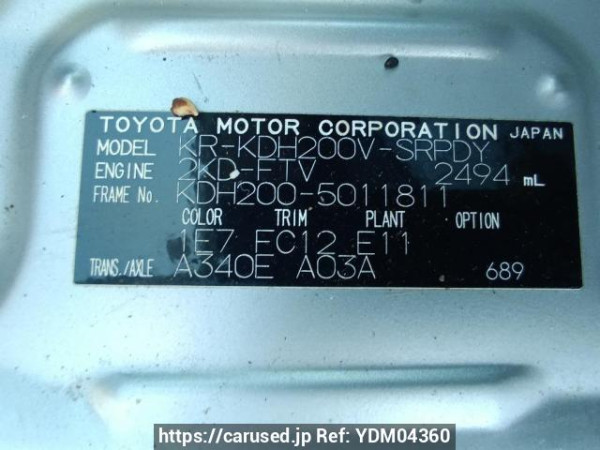 TOYOTA MOTOR CORPORATION JAPAN
MODEL KR-KDH200V-SRPDY
ENGINE 2KD-FTV 2494 mL
FRAME No. KDH200-5011811
COLOR TRIM PLANT OPTION
1E7 FC12 E11
TRANS./AXLE A340E A03A 689
https://carused.jp Ref: YDM04360